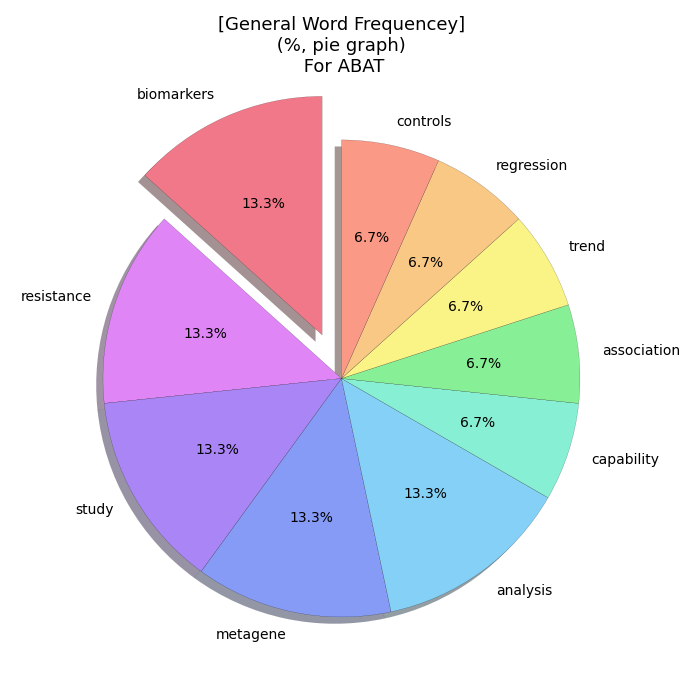 [General Word Frequencey]
(%, pie graph)
For ABAT
biomarkers
13.3%
controls
6.7%
regression
6.7%
trend
6.7%
association
6.7%
capability
6.7%
analysis
13.3%
metagene
13.3%
study
13.3%
resistance
13.3%